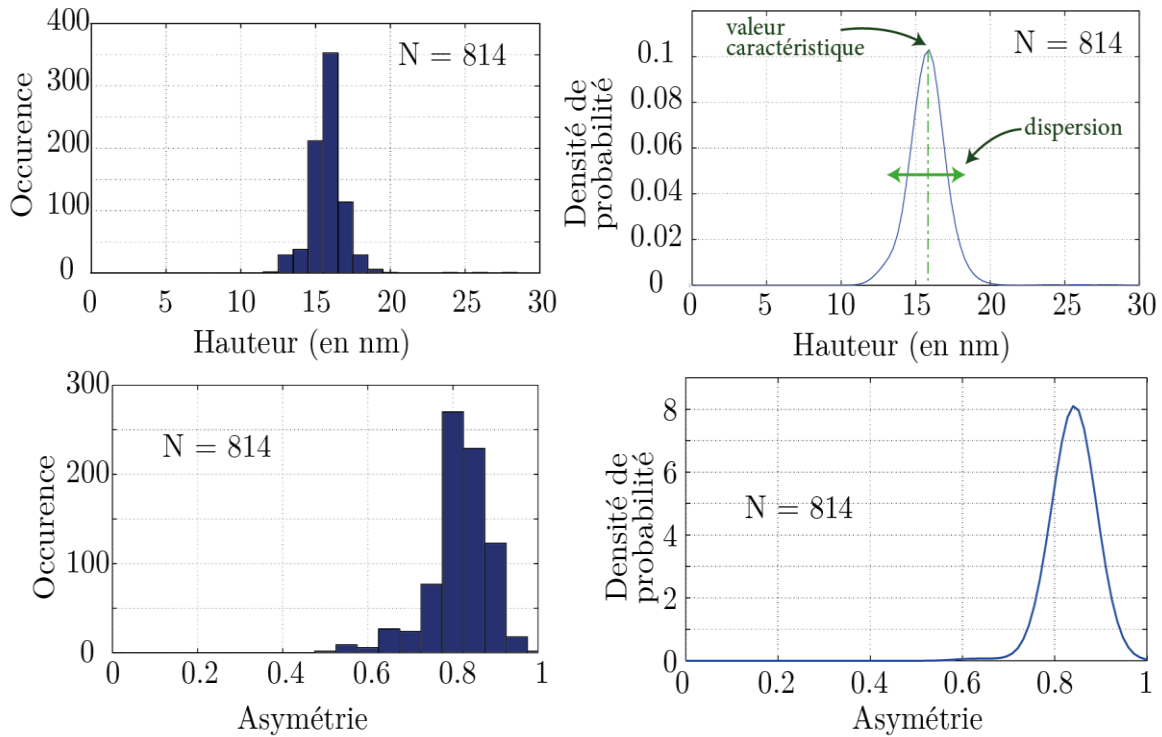 400
300
200
100
0
Occurence
N = 814
0
5
10
15
20
25
30
Hauteur (en nm)
valeur
caractéristique
N = 814
dispersion
0.1
0.08
0.06
0.04
0.02
0
Densité de
probabilité
0
5
10
15
20
25
30
Hauteur (en nm)
300
200
100
0
Occurence
N = 814
0
0.2
0.4
0.6
0.8
1
Asymétrie
8
6
4
2
0
Densité de
probabilité
N = 814
0
0.2
0.4
0.6
0.8
1
Asymétrie